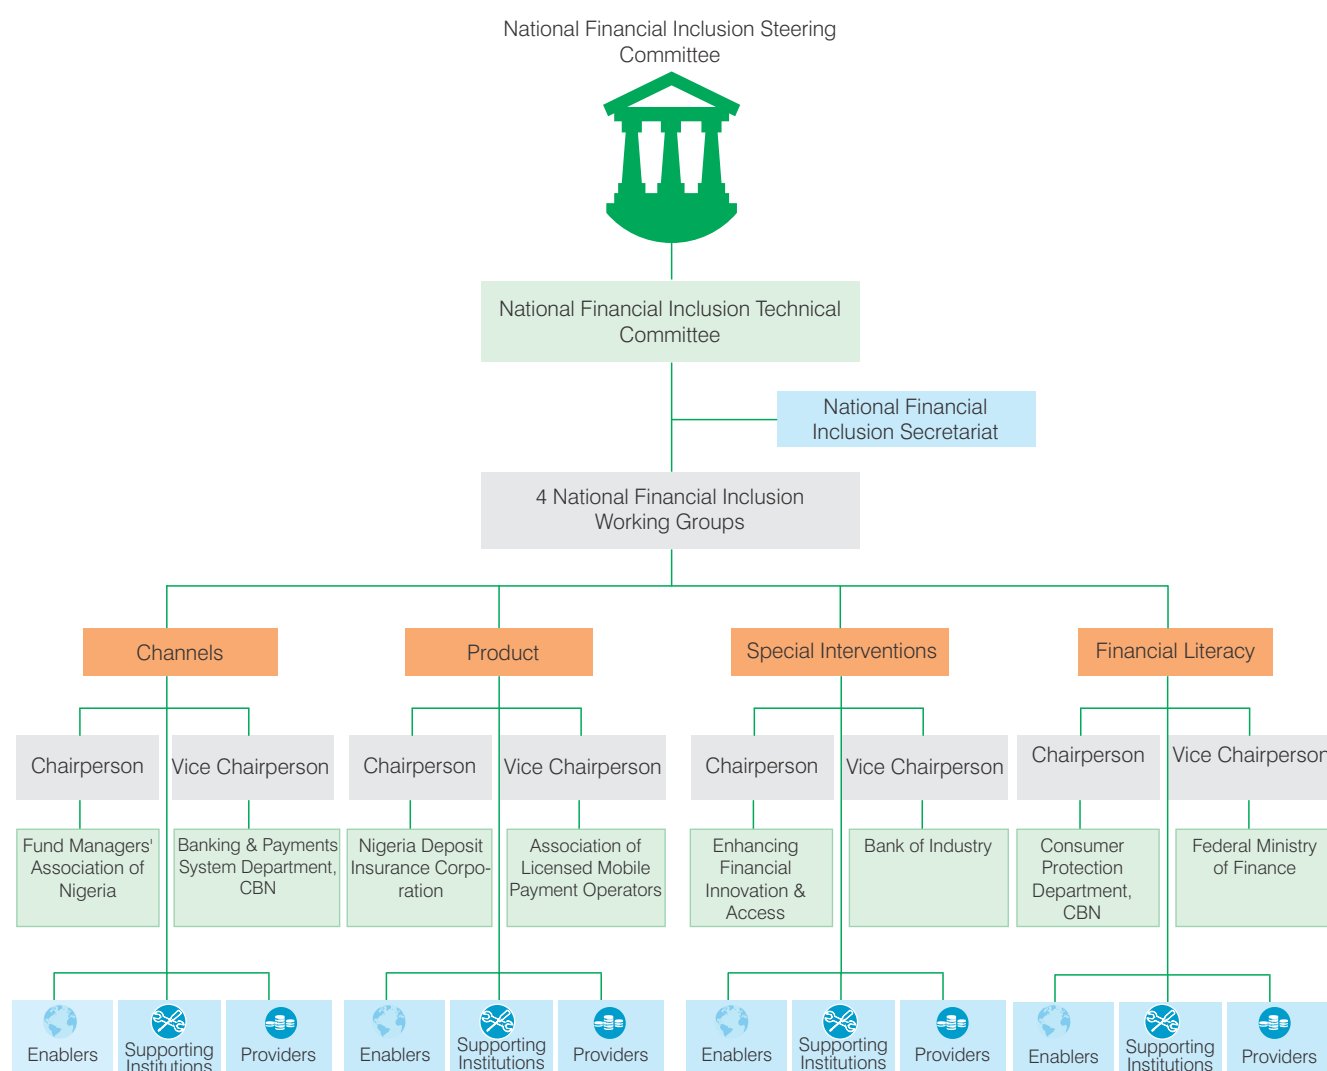 National Financial Inclusion Steering
Committee
National Financial Inclusion Technical
Committee
National Financial
Inclusion Secretariat
4 National Financial Inclusion
Working Groups
Channels
Product
Special Interventions
Financial Literacy
Chairperson
Vice Chairperson
Chairperson
Vice Chairperson
Chairperson
Vice Chairperson
Chairperson
Vice Chairperson
Fund Managers'
Association of
Nigeria
Banking & Payments
System Department,
CBN
Nigeria Deposit
Insurance Corpo-
ration
Association of
Licensed Mobile
Payment Operators
Enhancing
Financial
Innovation &
Access
Bank of Industry
Consumer
Protection
Department,
CBN
Federal Ministry
of Finance
Enablers
Supporting
Institutions
Providers
Enablers
Supporting
Institutions
Providers
Enablers
Supporting
Institutions
Providers
Enablers
Supporting
Institutions
Providers